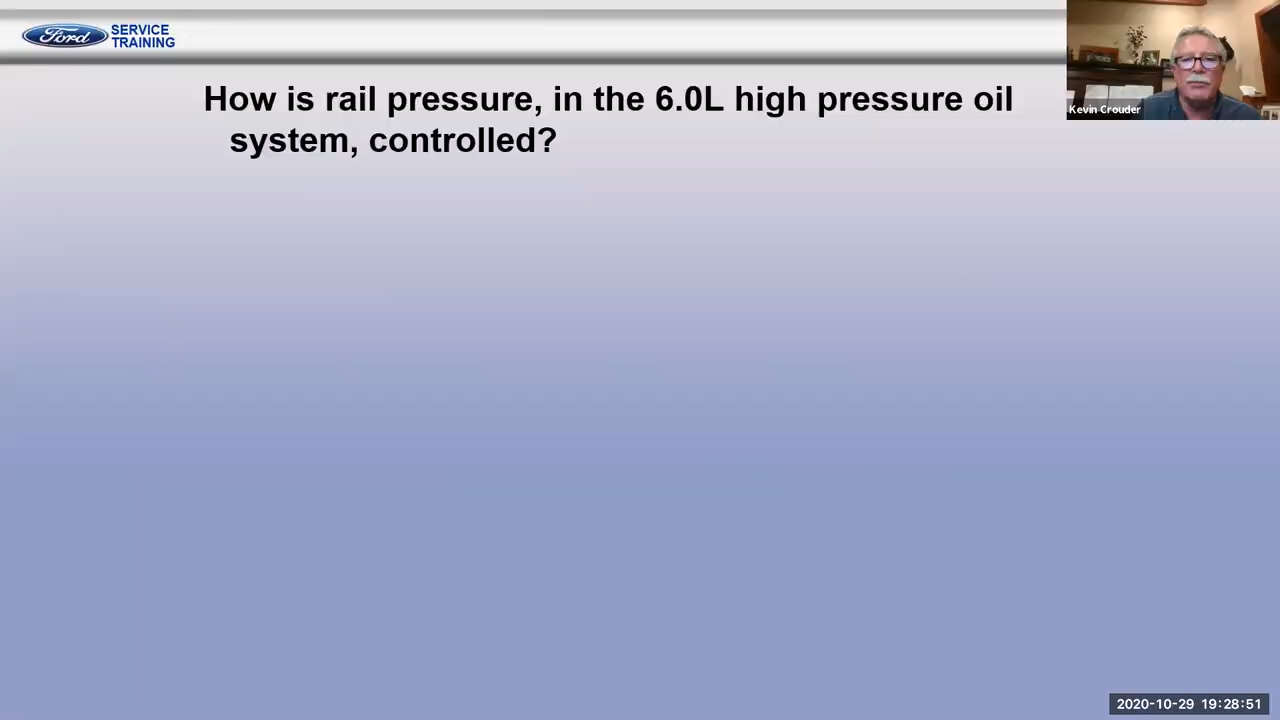 Ford
SERVICE
TRAINING
How is rail pressure, in the 6.0L high pressure oil
system, controlled?
Kevin Crouder
2020-10-29 19:28:51